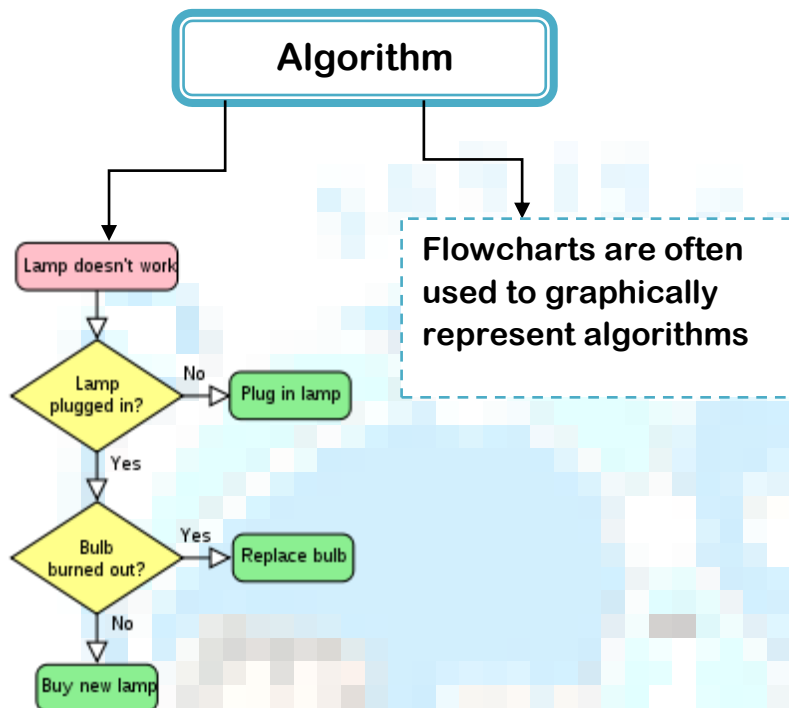 Algorithm
Lamp doesn't work
Flowcharts are often
used to graphically
represent algorithms
Lamp
plugged in?
No
Plug in lamp
Yes
Bulb
burned out?
Yes
Replace bulb
No
Buy new lamp